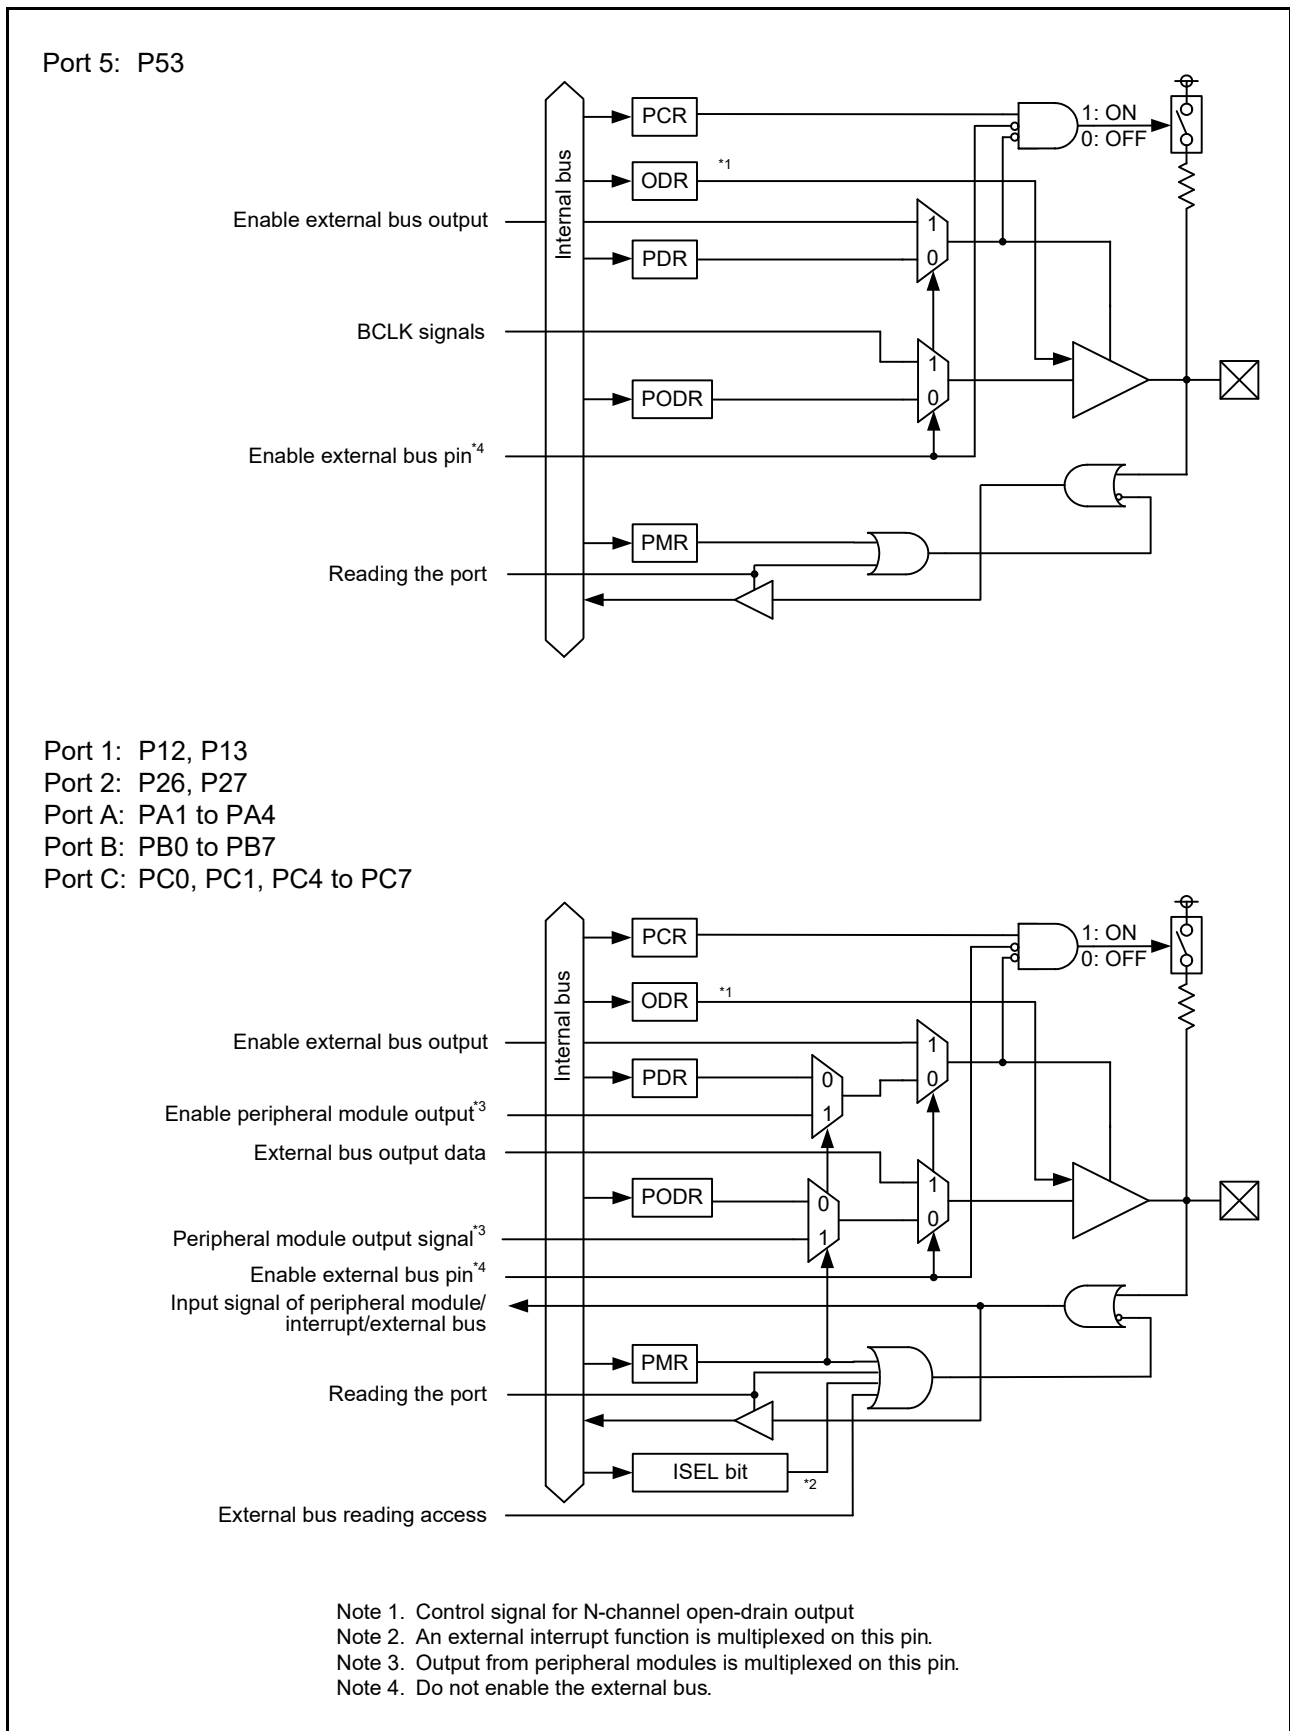 Port 5: P53
PCR
1: ON
0: OFF
Internal bus
ODR
*1
Enable external bus output
1
PDR
0
BCLK signals
1
PODR
0
Enable external bus pin*4
PMR
Reading the port
Port 1: P12, P13
Port 2: P26, P27
Port A: PA1 to PA4
Port B: PB0 to PB7
Port C: PC0, PC1, PC4 to PC7
PCR
1: ON
0: OFF
Internal bus
ODR
*1
Enable external bus output
1
PDR
0
0
Enable peripheral module output*3
1
External bus output data
1
PODR
0
0
Peripheral module output signal*3
1
Enable external bus pin*4
Input signal of peripheral module/
interrupt/external bus
PMR
Reading the port
ISEL bit
*2
External bus reading access
Note 1. Control signal for N-channel open-drain output
Note 2. An external interrupt function is multiplexed on this pin.
Note 3. Output from peripheral modules is multiplexed on this pin.
Note 4. Do not enable the external bus.